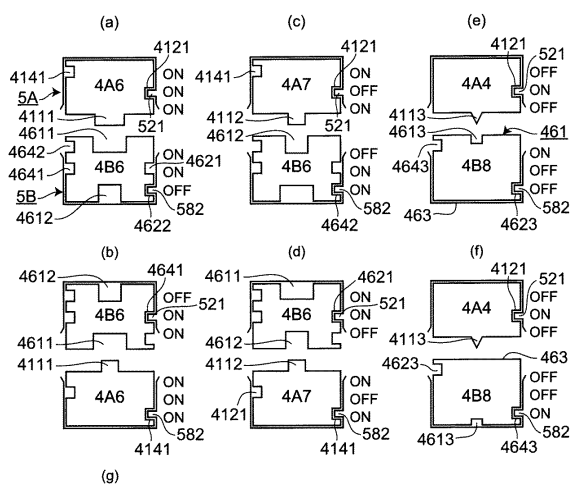 (a)
4121
4141
4A6
ON
ON
ON
5A
4111
521
4611
4642
4B6
4621
ON
ON
OFF
4641
5B
582
4612
4622
(c)
4121
4141
4A7
ON
OFF
ON
4112
521
4612
4B6
ON
ON
OFF
582
4642
(e)
4121
521
4A4
OFF
ON
OFF
4113
4613
461
4643
4B8
ON
OFF
OFF
582
463
4623
(b)
4612
4641
521
4B6
OFF
ON
ON
4611
4111
4A6
ON
ON
ON
582
4141
(d)
4611
4621
521
4B6
ON
ON
OFF
4612
4112
4A7
ON
OFF
ON
4121
582
4141
(f)
4121
521
4A4
OFF
ON
OFF
4113
463
4623
4B8
ON
OFF
OFF
582
4613
4643
(g)